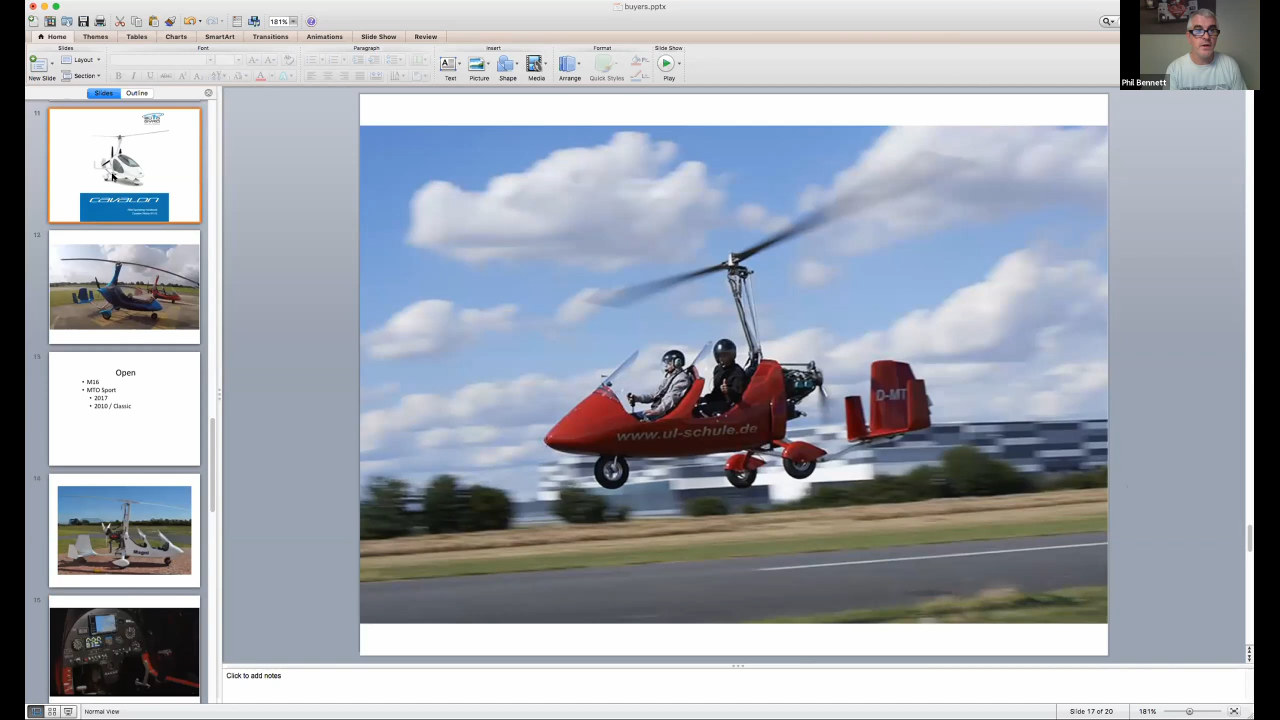 buyers.pptx
181%
Home
Themes
Tables
Charts
SmartArt
Transitions
Animations
Slide Show
Review
Slides
Font
Paragraph
Insert
Format
Slide Show
New Slide
Layout
Section
Text
Picture
Shape
Media
Arrange
Quick Styles
Play
Phil Bennett
Slides
Outline
11
CAVALON
12
13
Open
• M16
• MTO Sport
• 2017
• 2010 / Classic
14
15
D-MT
www.ul-schule.de
Click to add notes
Normal View
Slide 17 of 20
181%